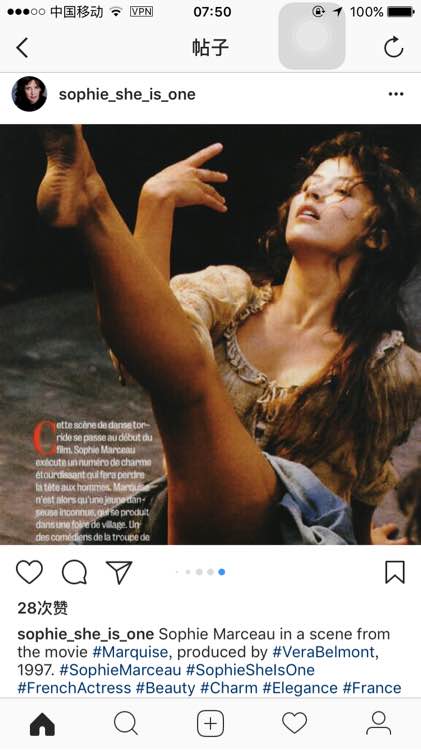 中国移动 VPN 07:50 100%
帖子
sophie_she_is_one
Cette scène de danse tor-
ride se passe au début du
film. Sophie Marceau
exécute un numéro de charme
étourdissant qui fera perdre
la tête aux hommes. Marquise
n'est alors qu'une jeune dan-
seuse inconnue, qui se produit
dans une foire de village. Un
des comédiens de la troupe de
28次赞
sophie_she_is_one Sophie Marceau in a scene from
the movie #Marquise, produced by #VeraBelmont,
1997. #SophieMarceau #SophieSheIsOne
#FrenchActress #Beauty #Charm #Elegance #France